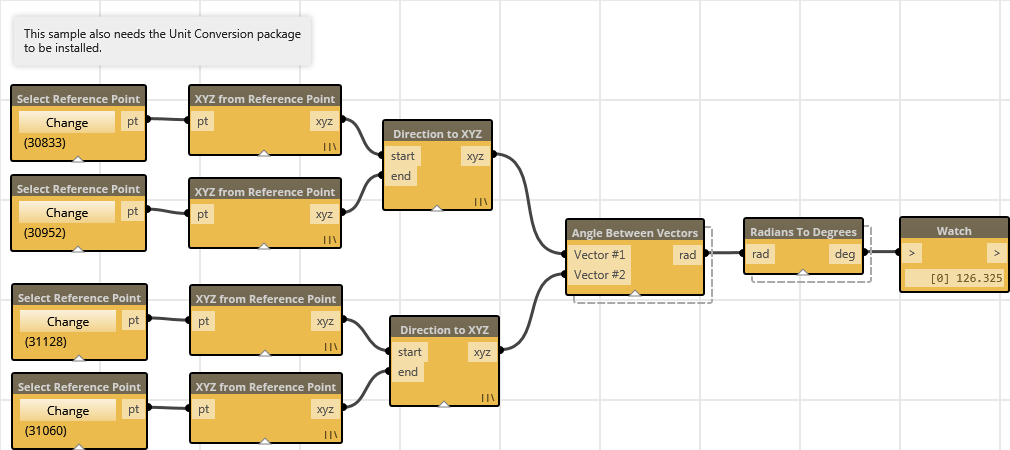 This sample also needs the Unit Conversion package
to be installed.
Select Reference Point
Change
pt
(30833)
XYZ from Reference Point
pt
xyz
Select Reference Point
Change
pt
(30952)
XYZ from Reference Point
pt
xyz
Direction to XYZ
start
xyz
end
Select Reference Point
Change
pt
(31128)
XYZ from Reference Point
pt
xyz
Select Reference Point
Change
pt
(31060)
XYZ from Reference Point
pt
xyz
Direction to XYZ
start
xyz
end
Angle Between Vectors
Vector #1
rad
Vector #2
Radians To Degrees
rad
deg
Watch
>
>
[0] 126.325